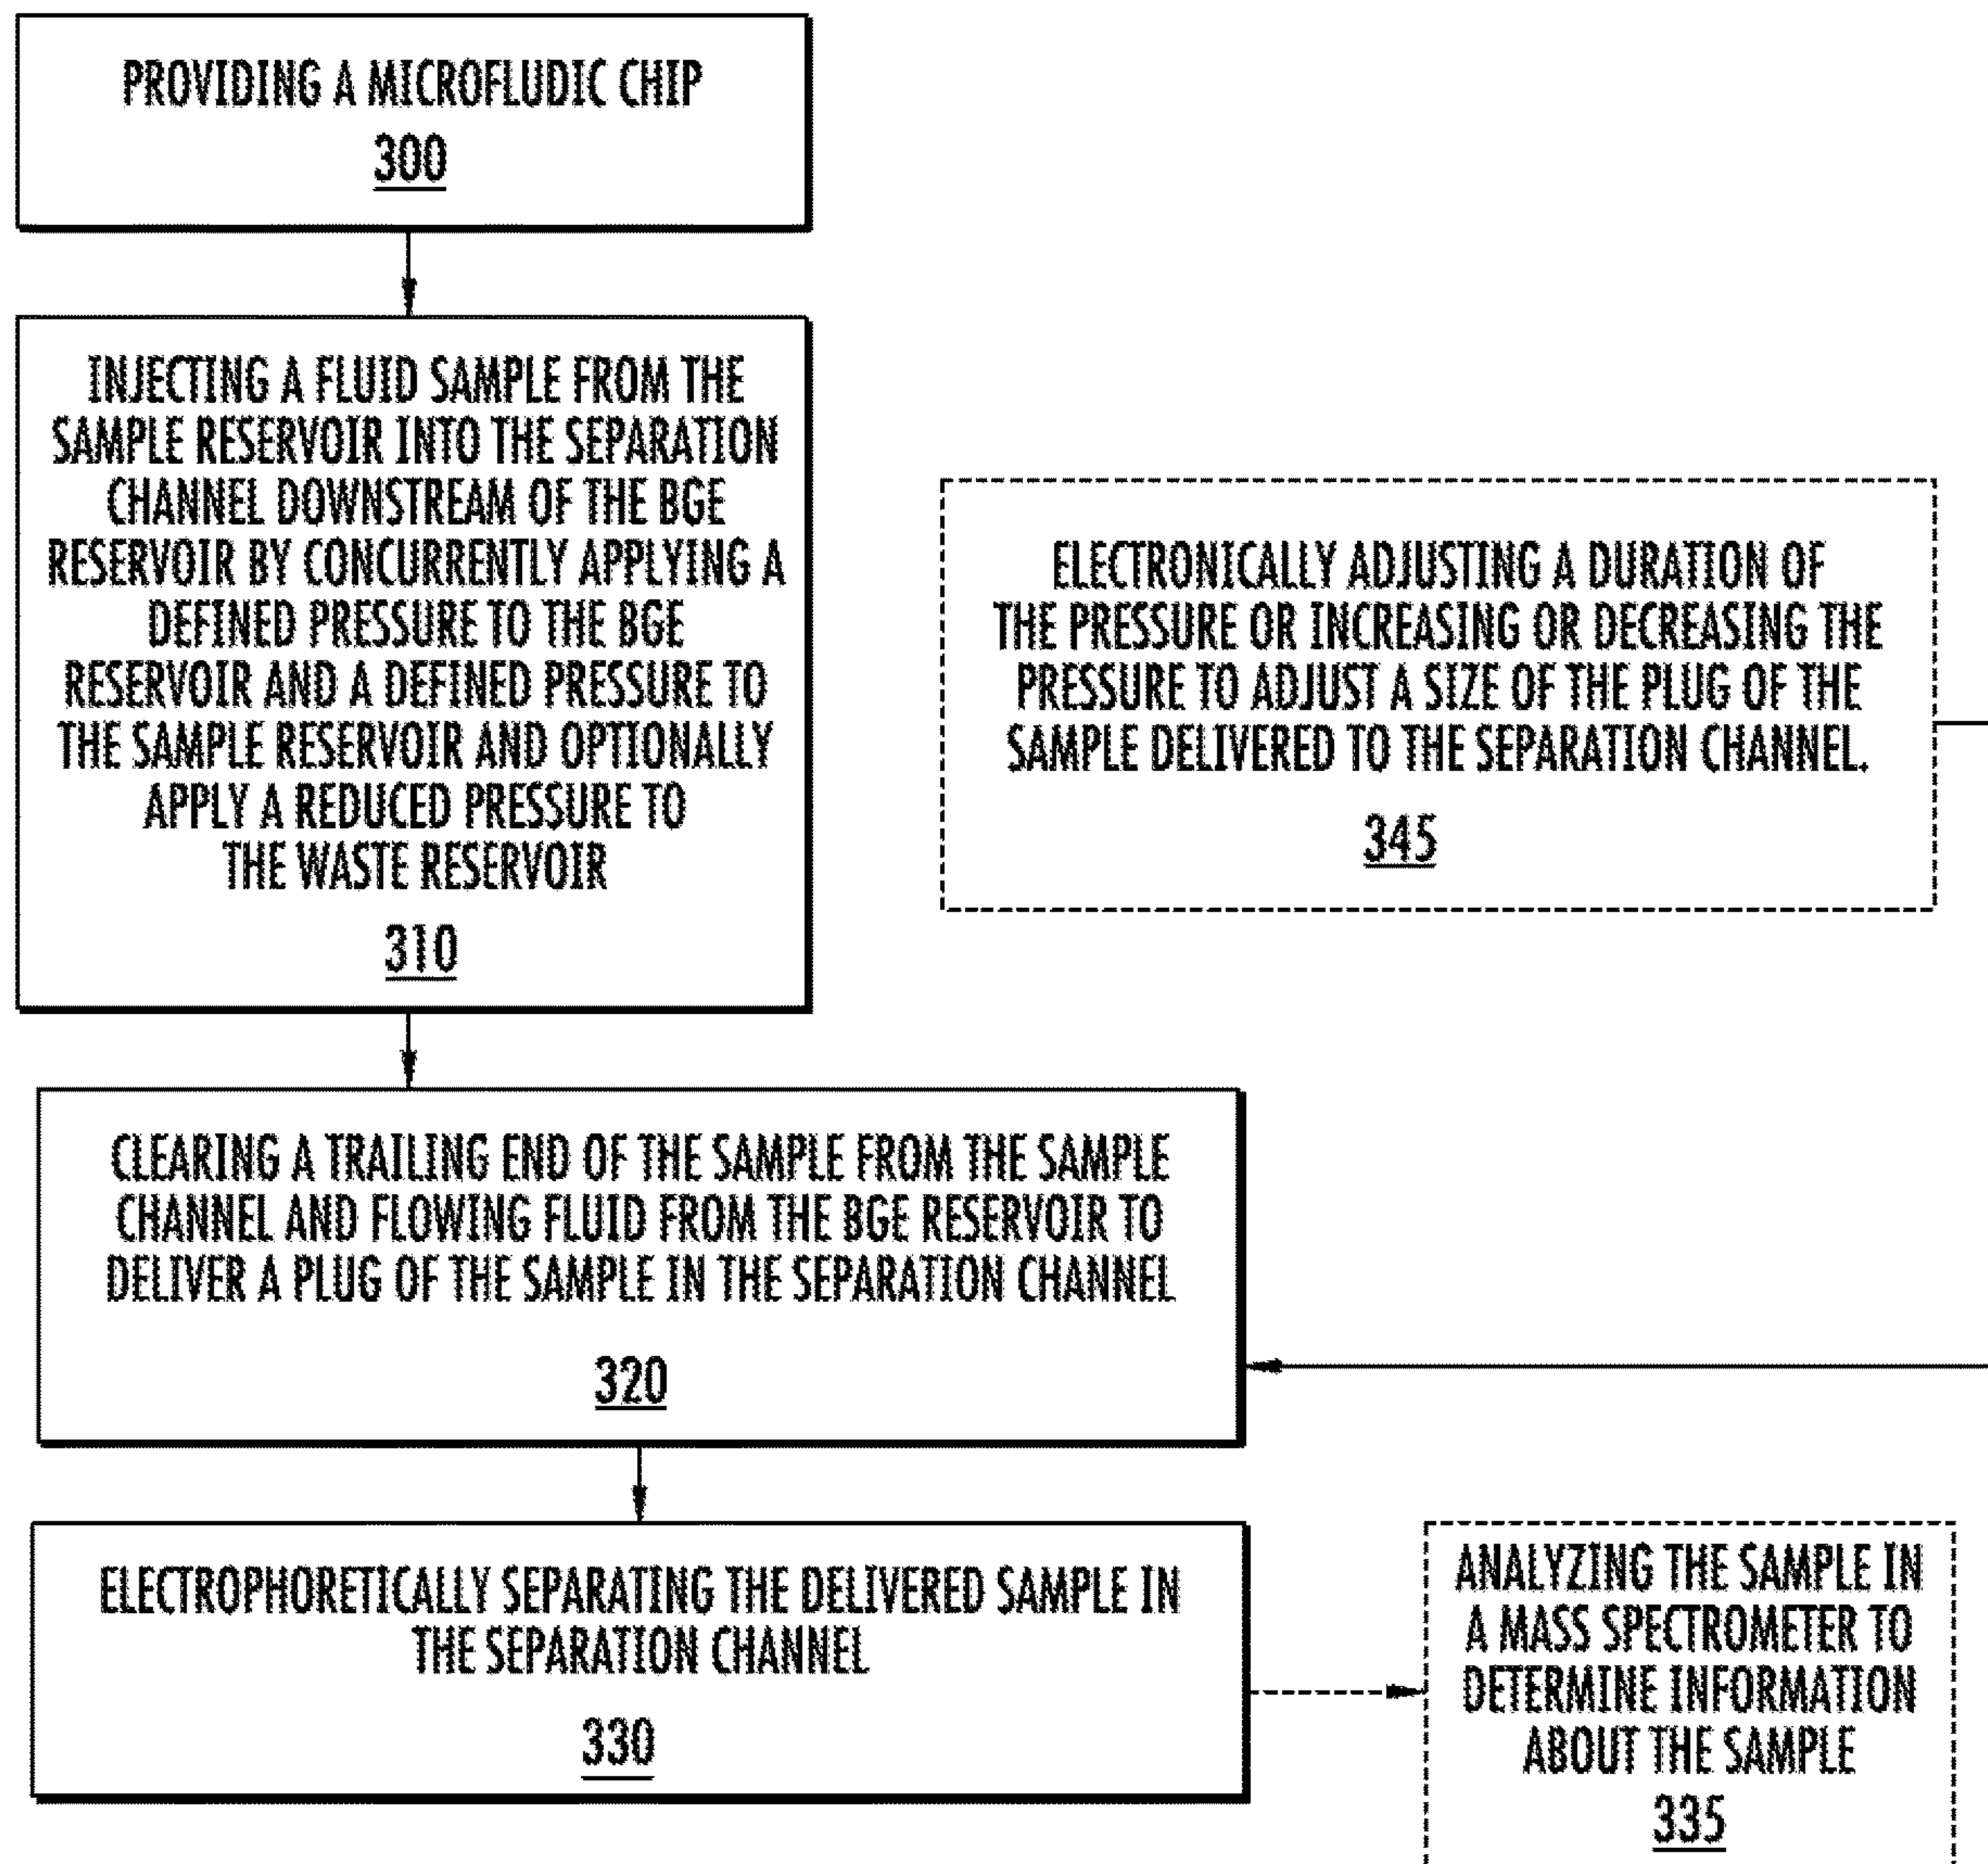 PROVIDING A MICROFLUDIC CHIP
300
INJECTING A FLUID SAMPLE FROM THE
SAMPLE RESERVOIR INTO THE SEPARATION
CHANNEL DOWNSTREAM OF THE BGE
RESERVOIR BY CONCURRENTLY APPLYING A
DEFINED PRESSURE TO THE BGE
RESERVOIR AND A DEFINED PRESSURE TO
THE SAMPLE RESERVOIR AND OPTIONALLY
APPLY A REDUCED PRESSURE TO
THE WASTE RESERVOIR
310
ELECTRONICALLY ADJUSTING A DURATION OF
THE PRESSURE OR INCREASING OR DECREASING THE
PRESSURE TO ADJUST A SIZE OF THE PLUG OF THE
SAMPLE DELIVERED TO THE SEPARATION CHANNEL.
345
CLEARING A TRAILING END OF THE SAMPLE FROM THE SAMPLE
CHANNEL AND FLOWING FLUID FROM THE BGE RESERVOIR TO
DELIVER A PLUG OF THE SAMPLE IN THE SEPARATION CHANNEL
320
ELECTROPHORETICALLY SEPARATING THE DELIVERED SAMPLE IN
THE SEPARATION CHANNEL
330
ANALYZING THE SAMPLE IN
A MASS SPECTROMETER TO
DETERMINE INFORMATION
ABOUT THE SAMPLE
335